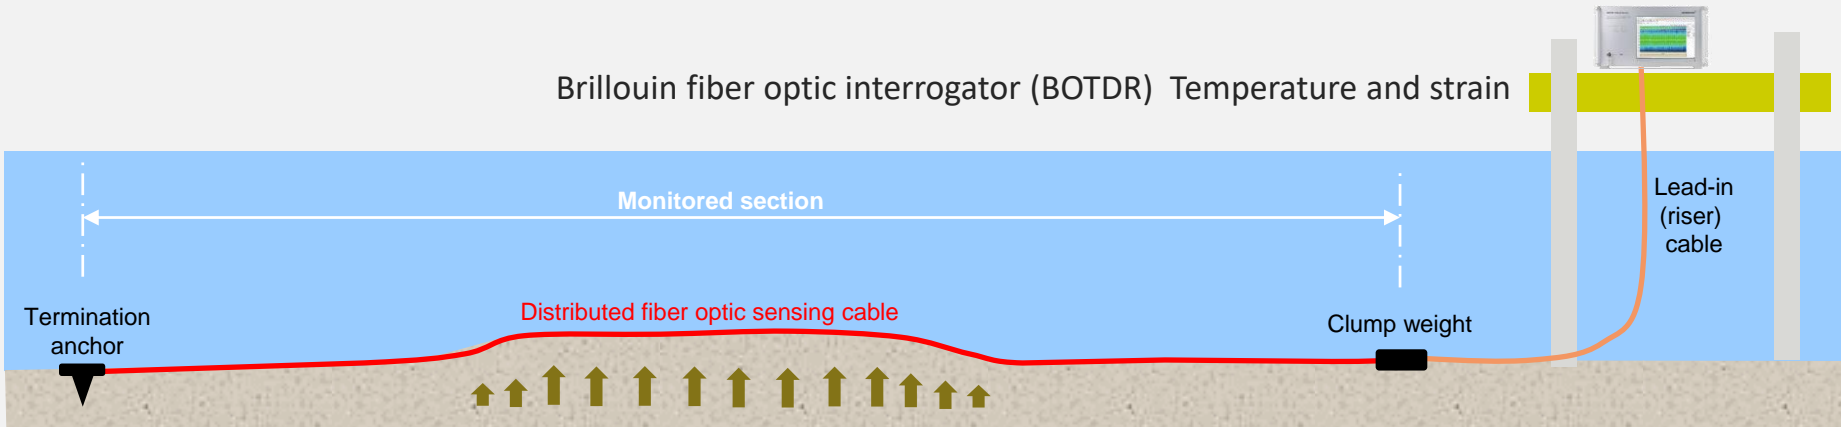 Brillouin fiber optic interrogator (BOTDR)  Temperature and strain
Monitored section
Lead-in
(riser)
cable
Distributed fiber optic sensing cable
Termination
anchor
Clump weight